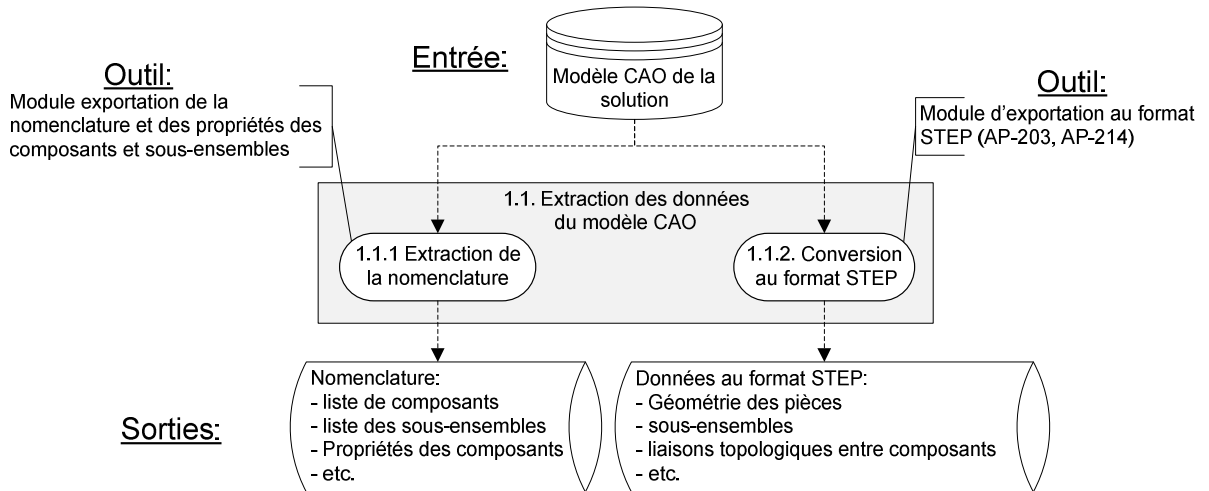 Entrée:
Modèle CAO de la
solution
Outil:
Module exportation de la
nomenclature et des propriétés des
composants et sous-ensembles
Outil:
Module d'exportation au format
STEP (AP-203, AP-214)
1.1. Extraction des données
du modèle CAO
1.1.1 Extraction de
la nomenclature
1.1.2. Conversion
au format STEP
Sorties:
Nomenclature:
- liste de composants
- liste des sous-ensembles
- Propriétés des composants
- etc.
Données au format STEP:
- Géométrie des pièces
- sous-ensembles
- liaisons topologiques entre composants
- etc.